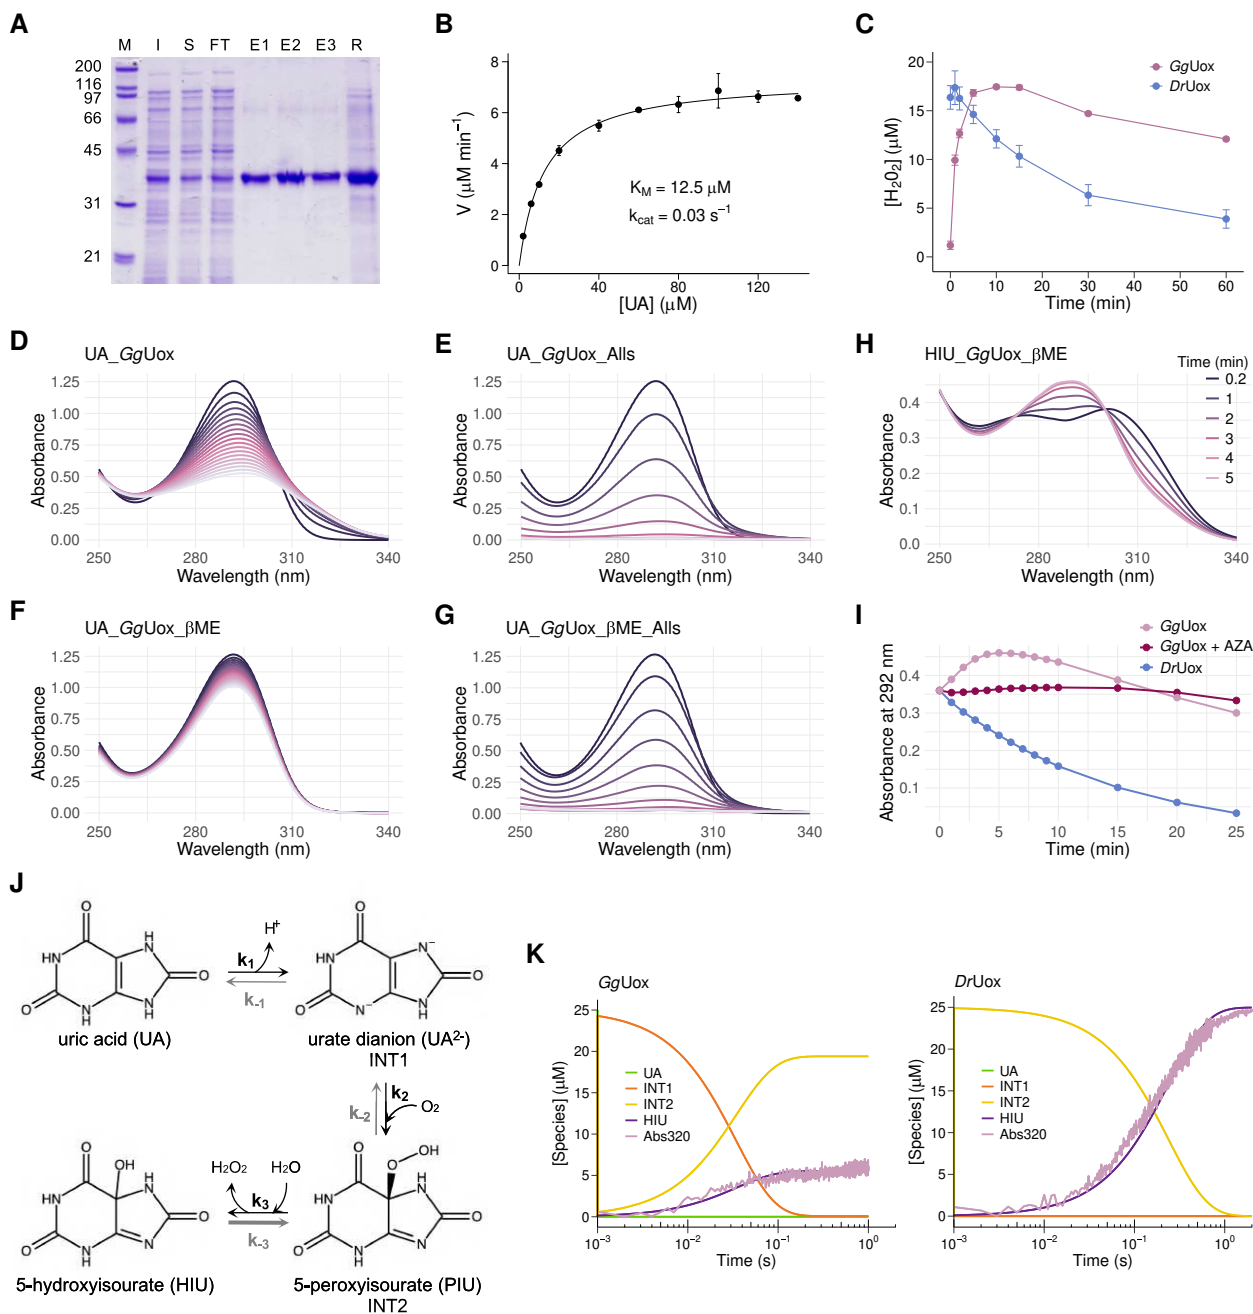 A
M I S FT E1 E2 E3 R
200
116
97
66
45
31
21
B
V (μM min⁻¹)
8
6
4
2
0
K_M = 12.5 μM
k_cat = 0.03 s⁻¹
0 40 80 120
[UA] (μM)
C
[H₂O₂] (μM)
20
15
10
5
0
GgUox
DrUox
0 10 20 30 40 50 60
Time (min)
D
UA_GgUox
Absorbance
1.25
1.00
0.75
0.50
0.25
0.00
250 280 310 340
Wavelength (nm)
E
UA_GgUox_Alls
Absorbance
1.25
1.00
0.75
0.50
0.25
0.00
250 280 310 340
Wavelength (nm)
H
HIU_GgUox_βME
Absorbance
0.4
0.3
0.2
0.1
0.0
Time (min)
0.2
1
2
3
4
5
250 280 310 340
Wavelength (nm)
F
UA_GgUox_βME
Absorbance
1.25
1.00
0.75
0.50
0.25
0.00
250 280 310 340
Wavelength (nm)
G
UA_GgUox_βME_Alls
Absorbance
1.25
1.00
0.75
0.50
0.25
0.00
250 280 310 340
Wavelength (nm)
I
GgUox
GgUox + AZA
DrUox
Absorbance at 292 nm
0.4
0.3
0.2
0.1
0 5 10 15 20 25
Time (min)
J
O
HN
H
N
O
O
N
H
N
H
uric acid (UA)
k₁
H⁺
k₋₁
O
HN
N⁻
O
O
N⁻
N
H
urate dianion (UA²⁻)
INT1
k₋₂
k₂
O₂
O
O
OH
HN
H
N
O
O
N
H
N
5-peroxyisourate (PIU)
INT2
H₂O₂
H₂O
k₃
k₋₃
O
OH
HN
H
N
O
O
N
H
N
5-hydroxyisourate (HIU)
K
GgUox
[Species] (μM)
25
20
15
10
5
0
UA
INT1
INT2
HIU
Abs320
10⁻³ 10⁻² 10⁻¹ 10⁰
Time (s)
DrUox
[Species] (μM)
25
20
15
10
5
0
UA
INT1
INT2
HIU
Abs320
10⁻³ 10⁻² 10⁻¹ 10⁰
Time (s)